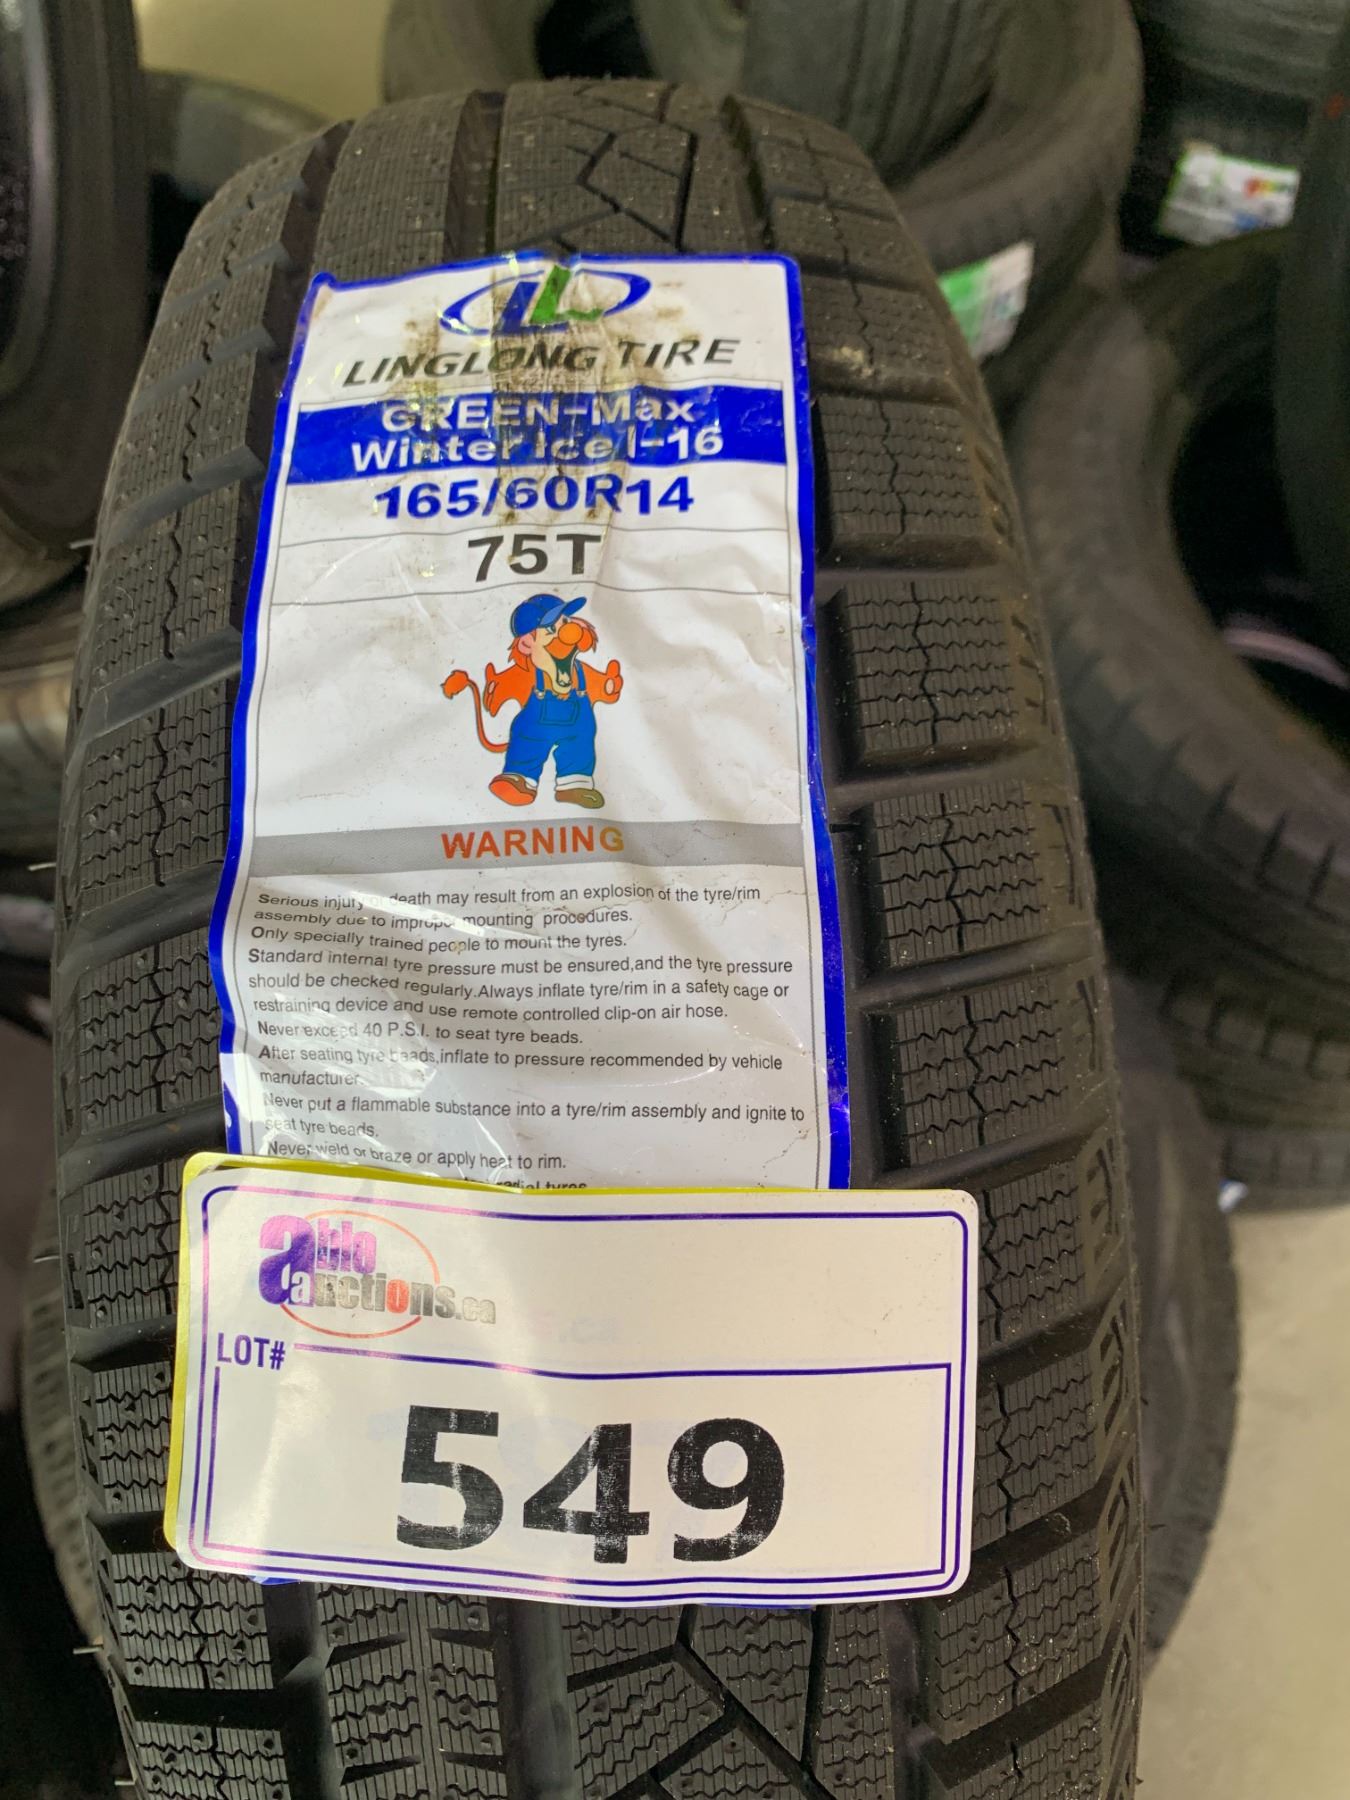 LINGLONG TIRE
GREEN-Max
Winter Ice I-16
165/60R14
75T
WARNING
Serious injury or death may result from an explosion of the tyre/rim
assembly due to improper mounting procedures.
Only specially trained people to mount the tyres.
Standard internal tyre pressure must be ensured,and the tyre pressure
should be checked regularly.Always inflate tyre/rim in a safety cage or
restraining device and use remote controlled clip-on air hose.
Never exceed 40 P.S.I. to seat tyre beads.
After seating tyre beads,inflate to pressure recommended by vehicle
manufacturer.
Never put a flammable substance into a tyre/rim assembly and ignite to
seat tyre beads.
Never weld or braze or apply heat to rim.
radial tyres
able
auctions.ca
LOT#
549